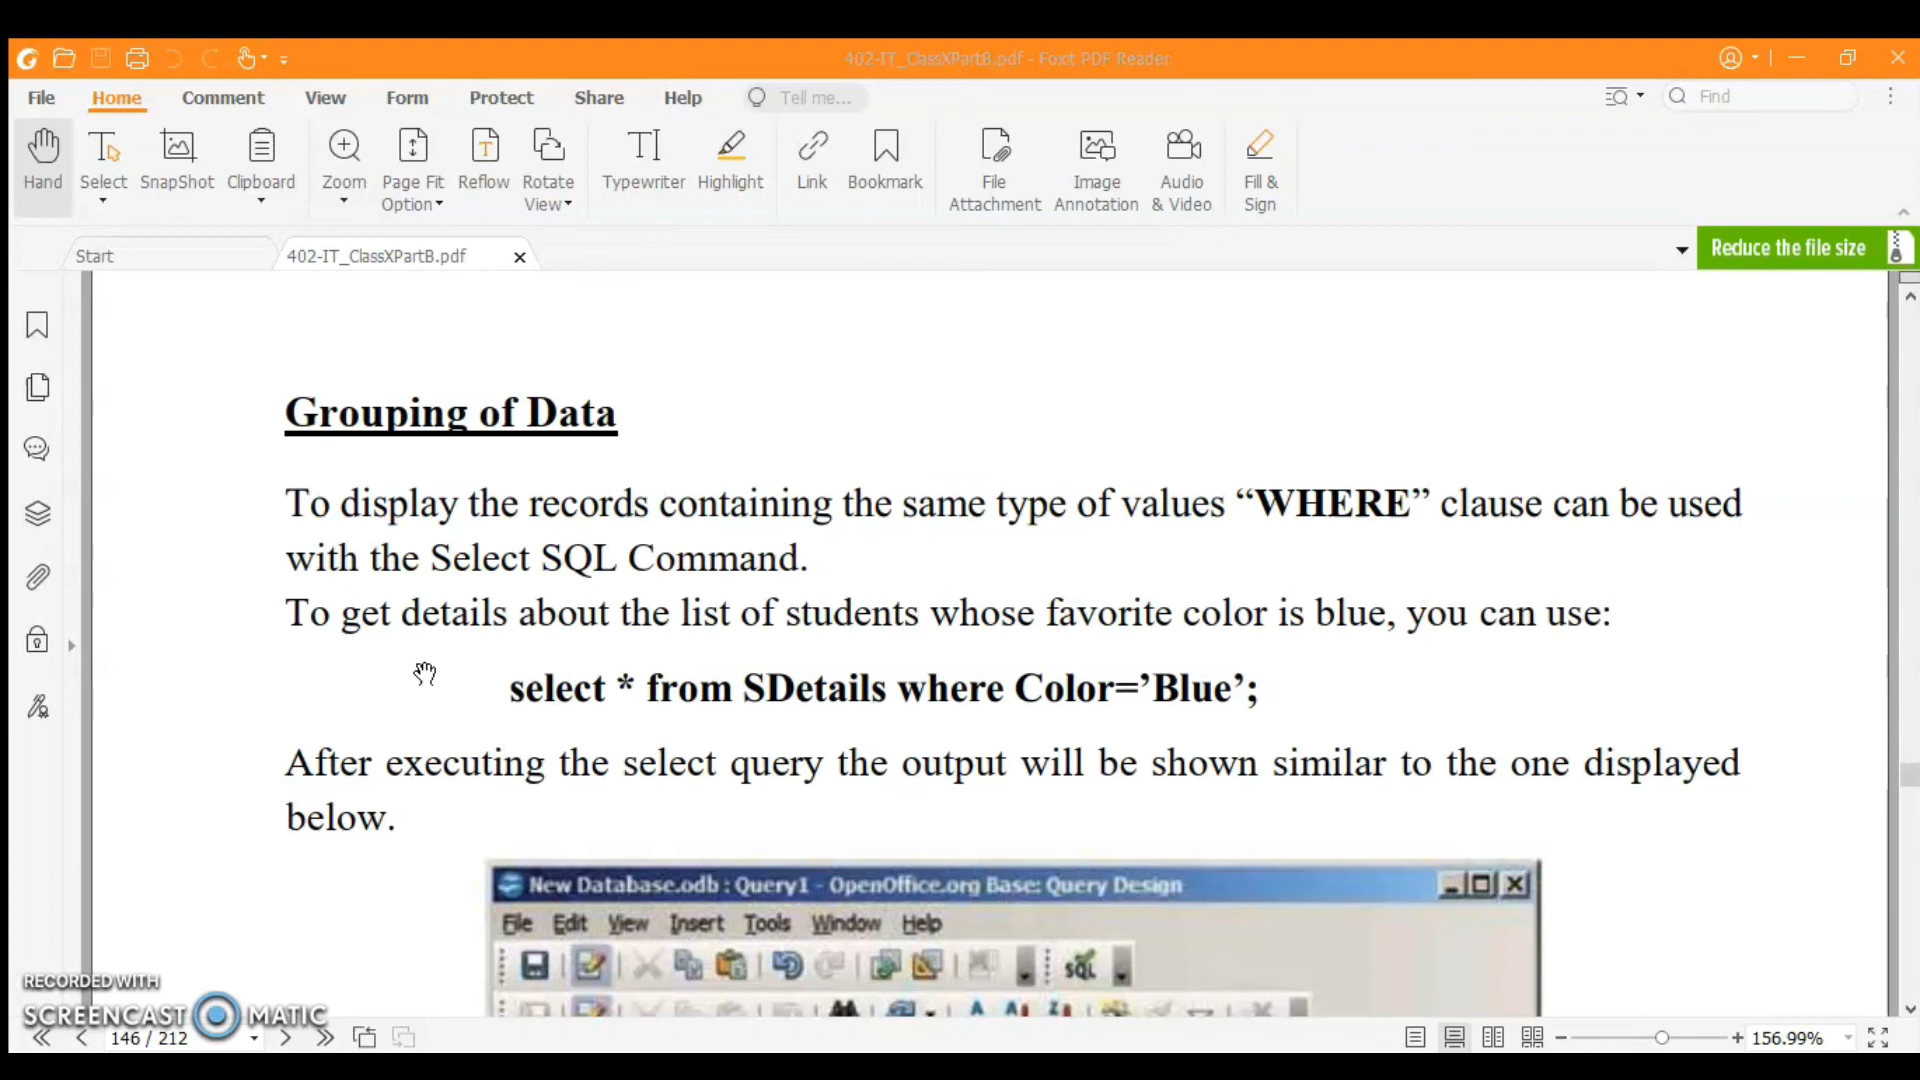 402-IT_ClassXPartB.pdf - Foxit PDF Reader
File Home Comment View Form Protect Share Help Tell me... Find
Hand Select SnapShot Clipboard Zoom Page Fit Option Reflow Rotate View Typewriter Highlight Link Bookmark File Attachment Image Annotation Audio & Video Fill & Sign
Start 402-IT_ClassXPartB.pdf Reduce the file size
Grouping of Data
To display the records containing the same type of values “WHERE” clause can be used
with the Select SQL Command.
To get details about the list of students whose favorite color is blue, you can use:
select * from SDetails where Color=’Blue’;
After executing the select query the output will be shown similar to the one displayed
below.
New Database.odb : Query1 - OpenOffice.org Base: Query Design
File Edit View Insert Tools Window Help
SQL
RECORDED WITH
SCREENCAST MATIC
146 / 212 156.99%